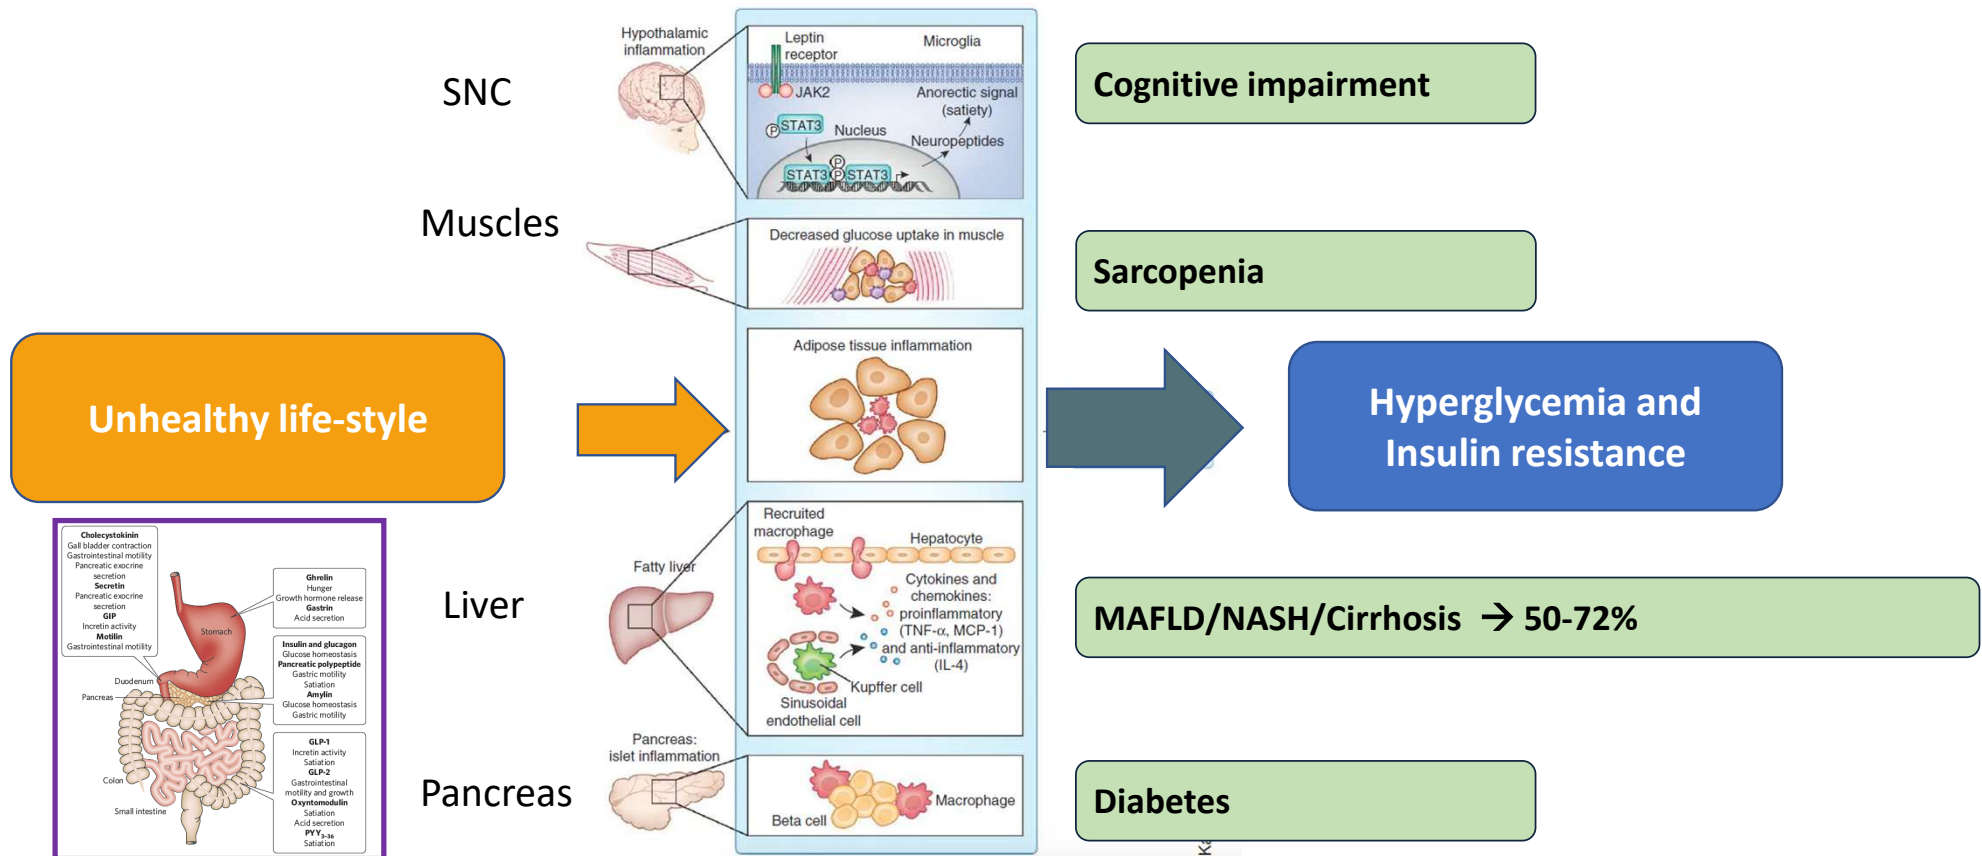 Hypothalamic
inflammation
Leptin
receptor
Microglia
JAK2
Anorectic signal
(satiety)
P
STAT3
Nucleus
Neuropeptides
P
STAT3
P
STAT3
SNC
Cognitive impairment
Muscles
Decreased glucose uptake in muscle
Sarcopenia
Unhealthy life-style
Adipose tissue inflammation
Hyperglycemia and
Insulin resistance
Cholecystokinin
Gall bladder contraction
Gastrointestinal motility
Pancreatic exocrine
secretion
Secretin
Pancreatic exocrine
secretion
GIP
Incretin activity
Motilin
Gastrointestinal motility
Ghrelin
Hunger
Growth hormone release
Gastrin
Acid secretion
Stomach
Insulin and glucagon
Glucose homeostasis
Pancreatic polypeptide
Gastric motility
Satiation
Amylin
Glucose homeostasis
Gastric motility
Duodenum
Pancreas
GLP-1
Incretin activity
Satiation
GLP-2
Gastrointestinal
motility and growth
Oxyntomodulin
Satiation
Acid secretion
PYY3-36
Satiation
Colon
Small intestine
Liver
Fatty liver
Recruited
macrophage
Hepatocyte
Cytokines and
chemokines:
proinflammatory
(TNF-α, MCP-1)
and anti-inflammatory
(IL-4)
Kupffer cell
Sinusoidal
endothelial cell
MAFLD/NASH/Cirrhosis → 50-72%
Pancreas
Pancreas:
islet inflammation
Macrophage
Beta cell
Diabetes